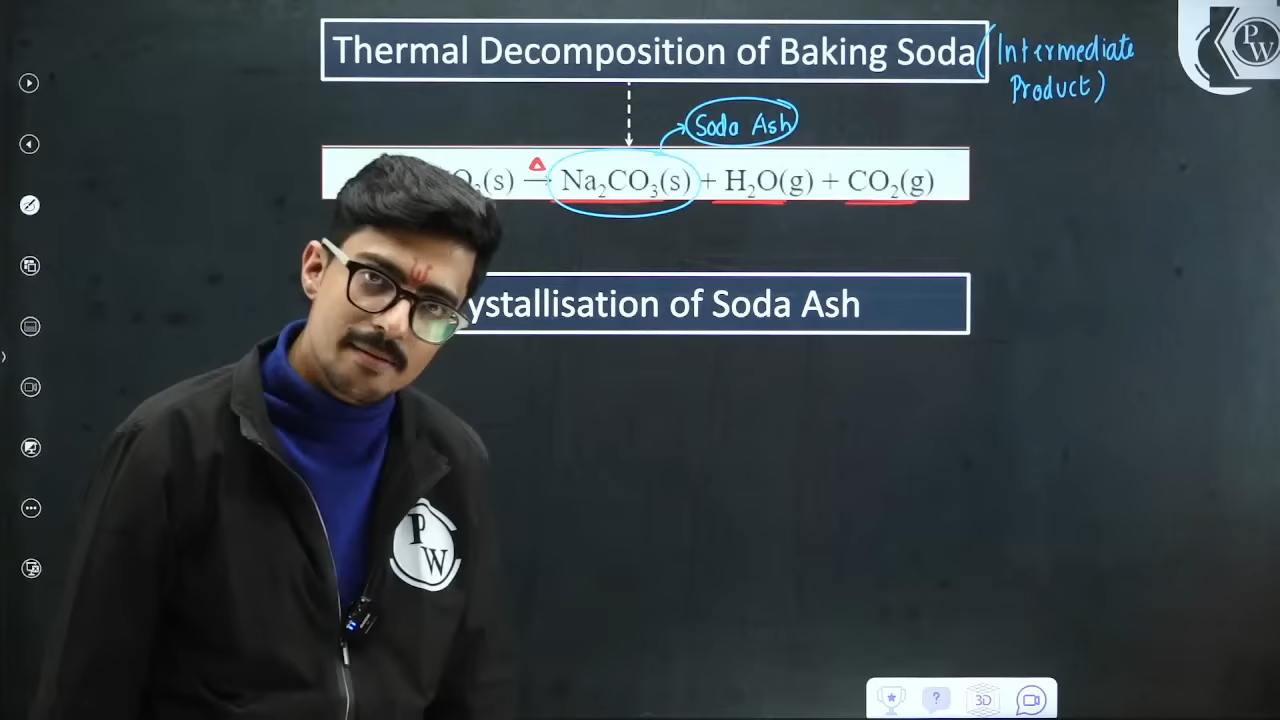 Thermal Decomposition of Baking Soda (Intermediate
Product)
Soda Ash
O₃(s) △→ Na₂CO₃(s) + H₂O(g) + CO₂(g)
ystallisation of Soda Ash
PW
PW
? 3D